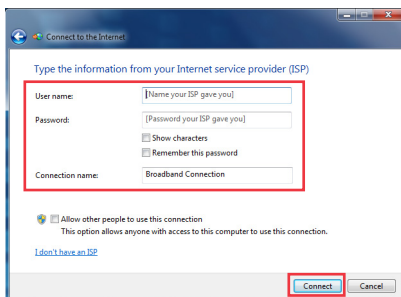 Connect to the Internet
Type the information from your Internet service provider (ISP)
User name: [Name your ISP gave you]
Password: [Password your ISP gave you]
Show characters
Remember this password
Connection name: Broadband Connection
Allow other people to use this connection
This option allows anyone with access to this computer to use this connection.
I don't have an ISP
Connect Cancel